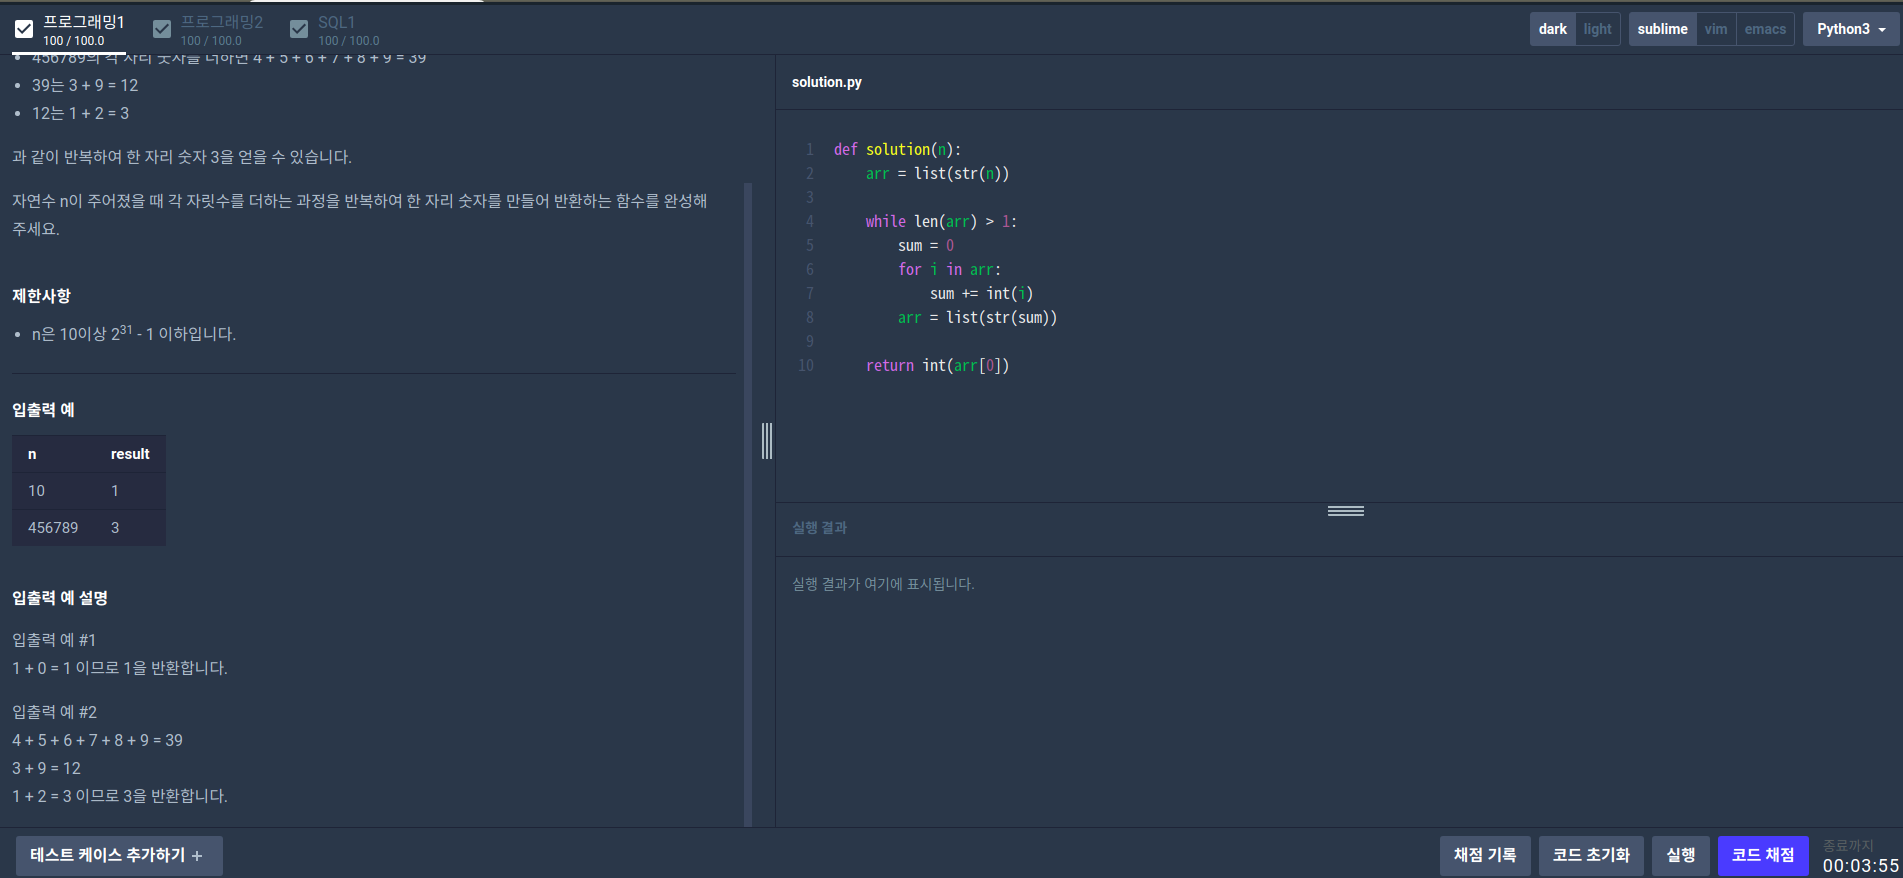 프로그래밍1
100 / 100.0
프로그래밍2
100 / 100.0
SQL1
100 / 100.0
dark light
sublime vim emacs
Python3
456789의 각 자리 숫자를 더하면 4 + 5 + 6 + 7 + 8 + 9 = 39
39는 3 + 9 = 12
12는 1 + 2 = 3
과 같이 반복하여 한 자리 숫자 3을 얻을 수 있습니다.
자연수 n이 주어졌을 때 각 자릿수를 더하는 과정을 반복하여 한 자리 숫자를 만들어 반환하는 함수를 완성해
주세요.
제한사항
n은 10이상 2^31 - 1 이하입니다.
입출력 예
n result
10 1
456789 3
입출력 예 설명
입출력 예 #1
1 + 0 = 1 이므로 1을 반환합니다.
입출력 예 #2
4 + 5 + 6 + 7 + 8 + 9 = 39
3 + 9 = 12
1 + 2 = 3 이므로 3을 반환합니다.
solution.py
1 def solution(n):
2     arr = list(str(n))
3
4     while len(arr) > 1:
5         sum = 0
6         for i in arr:
7             sum += int(i)
8         arr = list(str(sum))
9
10     return int(arr[0])
실행 결과
실행 결과가 여기에 표시됩니다.
테스트 케이스 추가하기 +
채점 기록
코드 초기화
실행
코드 채점
종료까지
00:03:55